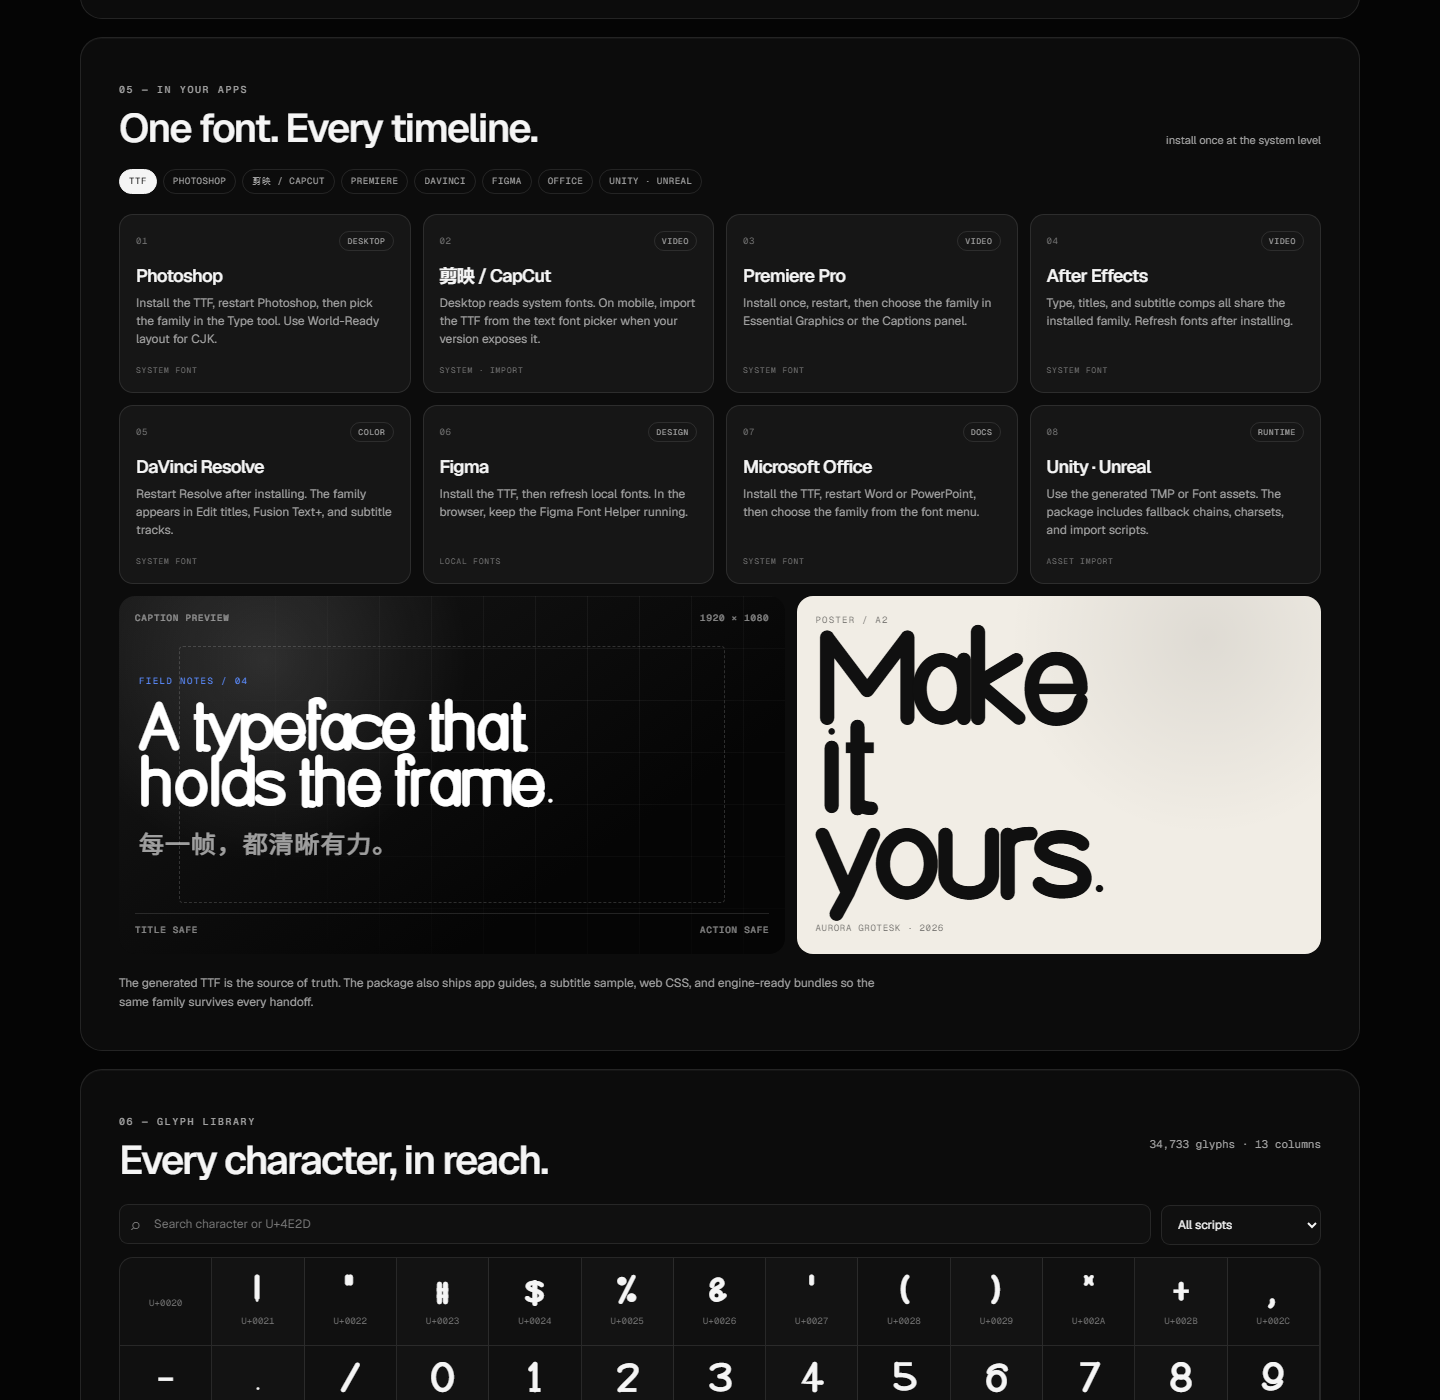 05 — IN YOUR APPS
One font. Every timeline.
install once at the system level
TTF
PHOTOSHOP
剪映 / CAPCUT
PREMIERE
DAVINCI
FIGMA
OFFICE
UNITY · UNREAL
01
DESKTOP
Photoshop
Install the TTF, restart Photoshop, then pick
the family in the Type tool. Use World-Ready
layout for CJK.
SYSTEM FONT
02
VIDEO
剪映 / CapCut
Desktop reads system fonts. On mobile, import
the TTF from the text font picker when your
version exposes it.
SYSTEM · IMPORT
03
VIDEO
Premiere Pro
Install once, restart, then choose the family in
Essential Graphics or the Captions panel.
SYSTEM FONT
04
VIDEO
After Effects
Type, titles, and subtitle comps all share the
installed family. Refresh fonts after installing.
SYSTEM FONT
05
COLOR
DaVinci Resolve
Restart Resolve after installing. The family
appears in Edit titles, Fusion Text+, and subtitle
tracks.
SYSTEM FONT
06
DESIGN
Figma
Install the TTF, then refresh local fonts. In the
browser, keep the Figma Font Helper running.
LOCAL FONTS
07
DOCS
Microsoft Office
Install the TTF, restart Word or PowerPoint,
then choose the family from the font menu.
SYSTEM FONT
08
RUNTIME
Unity · Unreal
Use the generated TMP or Font assets. The
package includes fallback chains, charsets,
and import scripts.
ASSET IMPORT
CAPTION PREVIEW
1920 × 1080
FIELD NOTES / 04
A typeface that
holds the frame.
每一帧，都清晰有力。
TITLE SAFE
ACTION SAFE
POSTER / A2
Make
it
yours.
AURORA GROTESK · 2026
The generated TTF is the source of truth. The package also ships app guides, a subtitle sample, web CSS, and engine-ready bundles so the
same family survives every handoff.
06 — GLYPH LIBRARY
Every character, in reach.
34,733 glyphs · 13 columns
Search character or U+4E2D
All scripts
! " # $ % & ' ( ) * + ,
U+0020 U+0021 U+0022 U+0023 U+0024 U+0025 U+0026 U+0027 U+0028 U+0029 U+002A U+002B U+002C
- . / 0 1 2 3 4 5 6 7 8 9